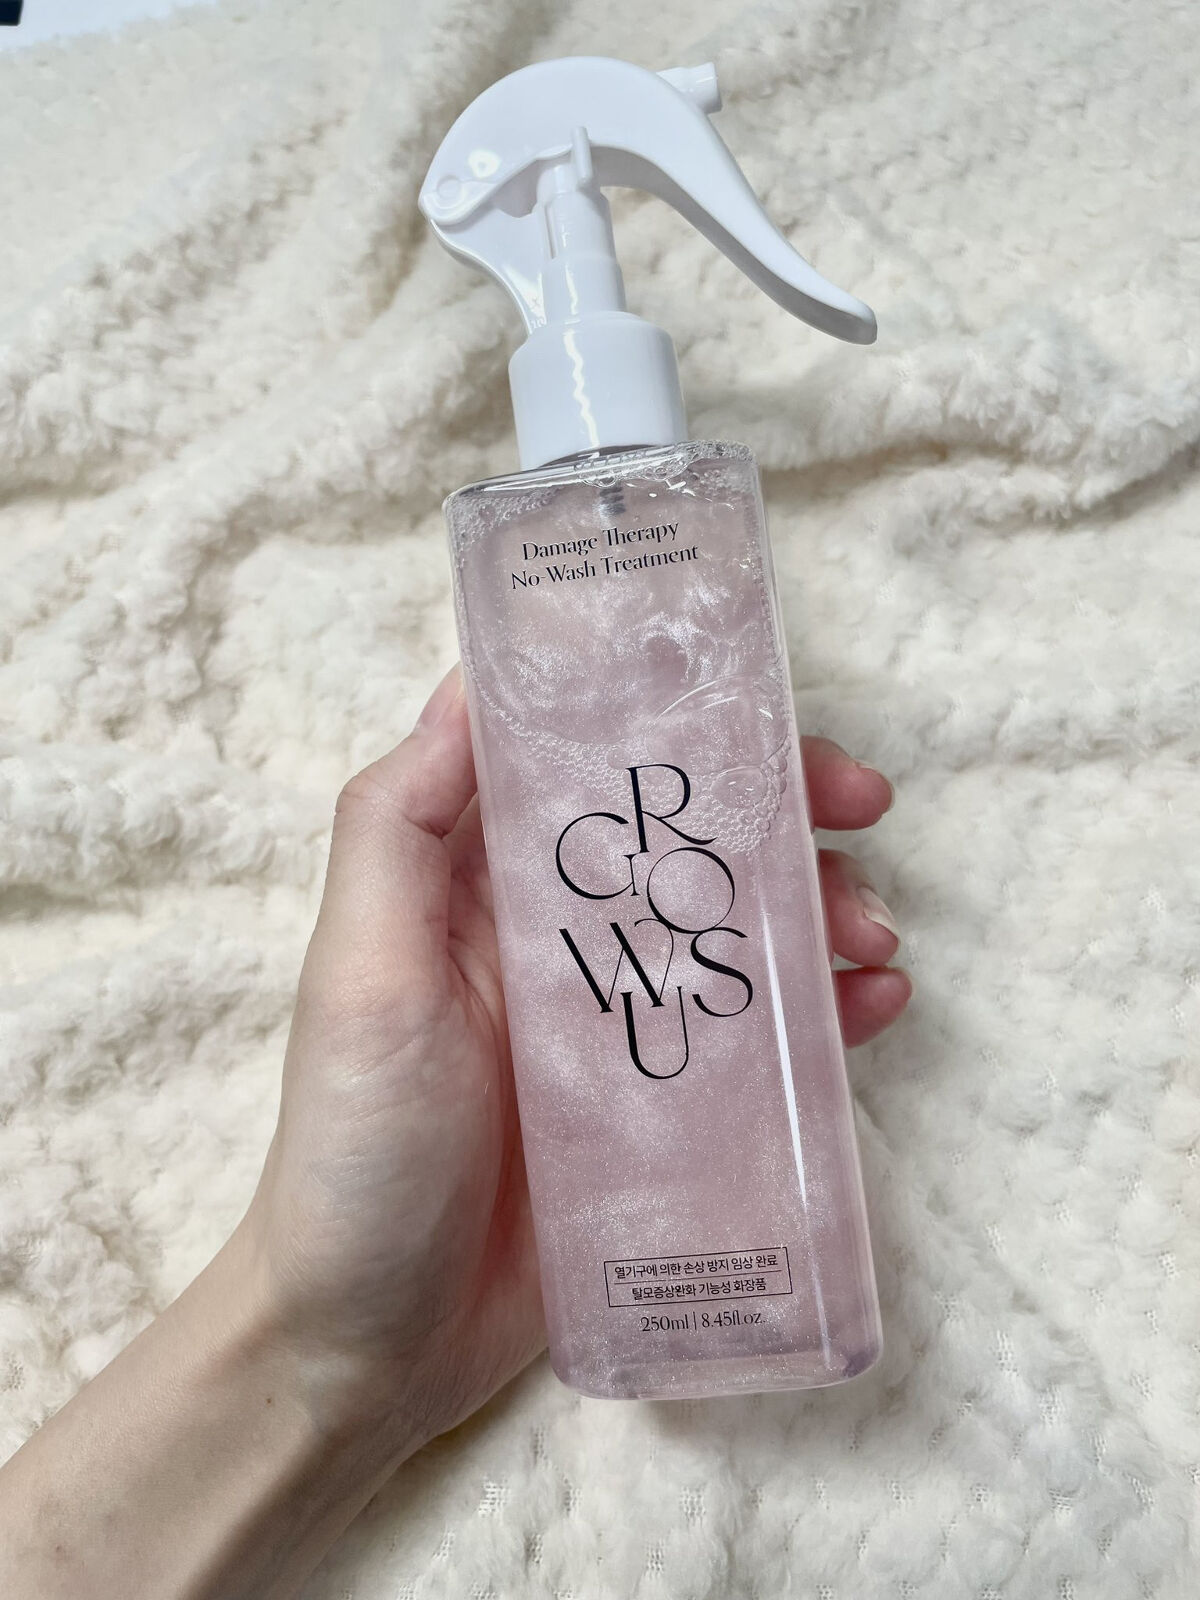 Damage Therapy
No-Wash Treatment
GROWUS
열기구에 의한 손상 방지 임상 완료
탈모증상완화 기능성 화장품
250ml | 8.45fl.oz.